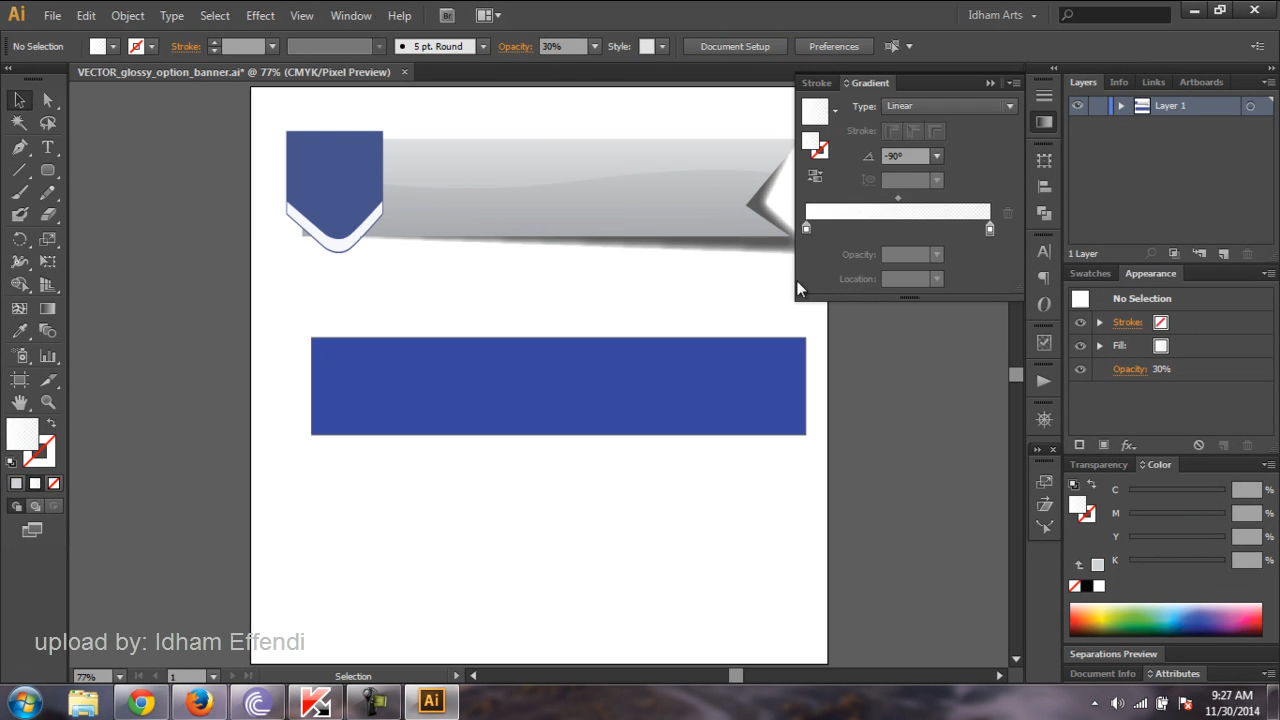 Ai File Edit Object Type Select Effect View Window Help Br Idham Arts
No Selection Stroke: 5 pt. Round Opacity: 30% Style: Document Setup Preferences
VECTOR_glossy_option_banner.ai* @ 77% (CMYK/Pixel Preview) ×
Stroke Gradient
Type: Linear
Stroke:
-90°
Opacity:
Location:
Layers Info Links Artboards
Layer 1
1 Layer
Swatches Appearance
No Selection
Stroke:
Fill:
Opacity: 30%
fx
Transparency Color
C %
M %
Y %
K %
Separations Preview
Document Info Attributes
upload by: Idham Effendi
77% 1 Selection
Ai
9:27 AM
11/30/2014